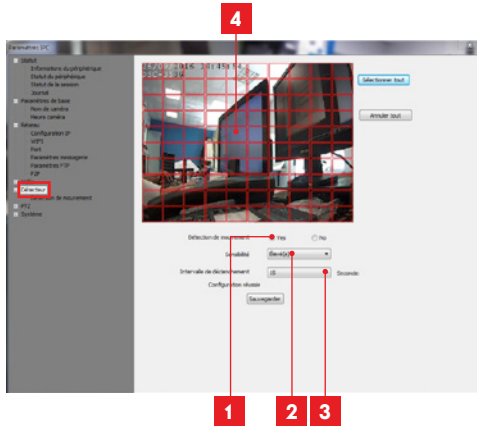 4
Paramètres IPC
Statut
Informations du périphérique
Statut du périphérique
Statut de la session
Journal
Paramètres de base
Nom de caméra
Heure caméra
Réseau
Configuration IP
WIFI
Port
Paramètres messagerie
Paramètres FTP
P2P
Détecteur
Détection de mouvement
PTZ
Système
Sélectionner tout
Annuler tout
Détection de mouvement Yes No
Sensibilité Élevé(e)
Intervalle de déclenchement Seconde
Configuration réussie
Sauvegarder
1 2 3